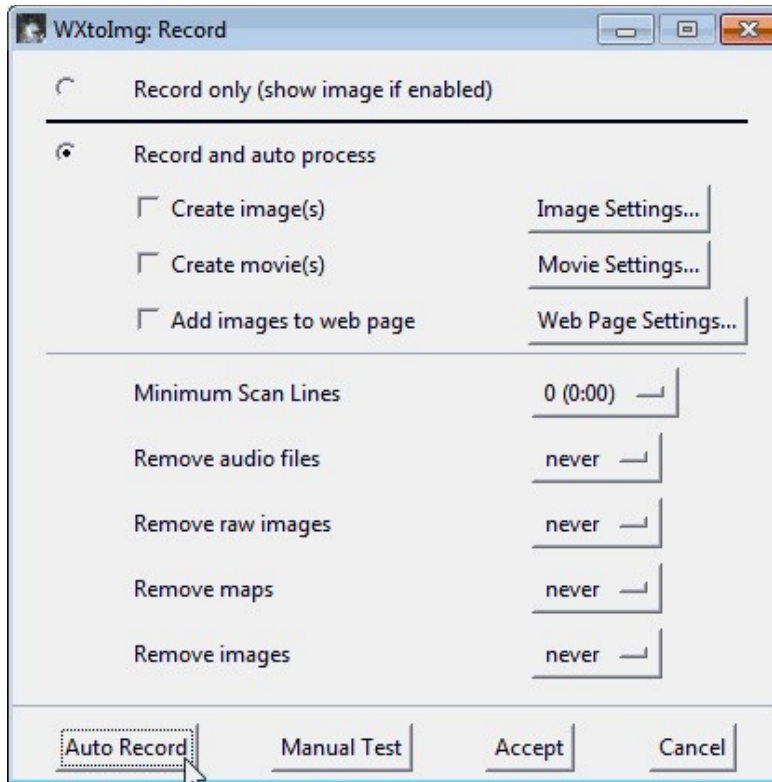 WXtoImg: Record
Record only (show image if enabled)
Record and auto process
Create image(s) Image Settings...
Create movie(s) Movie Settings...
Add images to web page Web Page Settings...
Minimum Scan Lines 0 (0:00)
Remove audio files never
Remove raw images never
Remove maps never
Remove images never
Auto Record Manual Test Accept Cancel